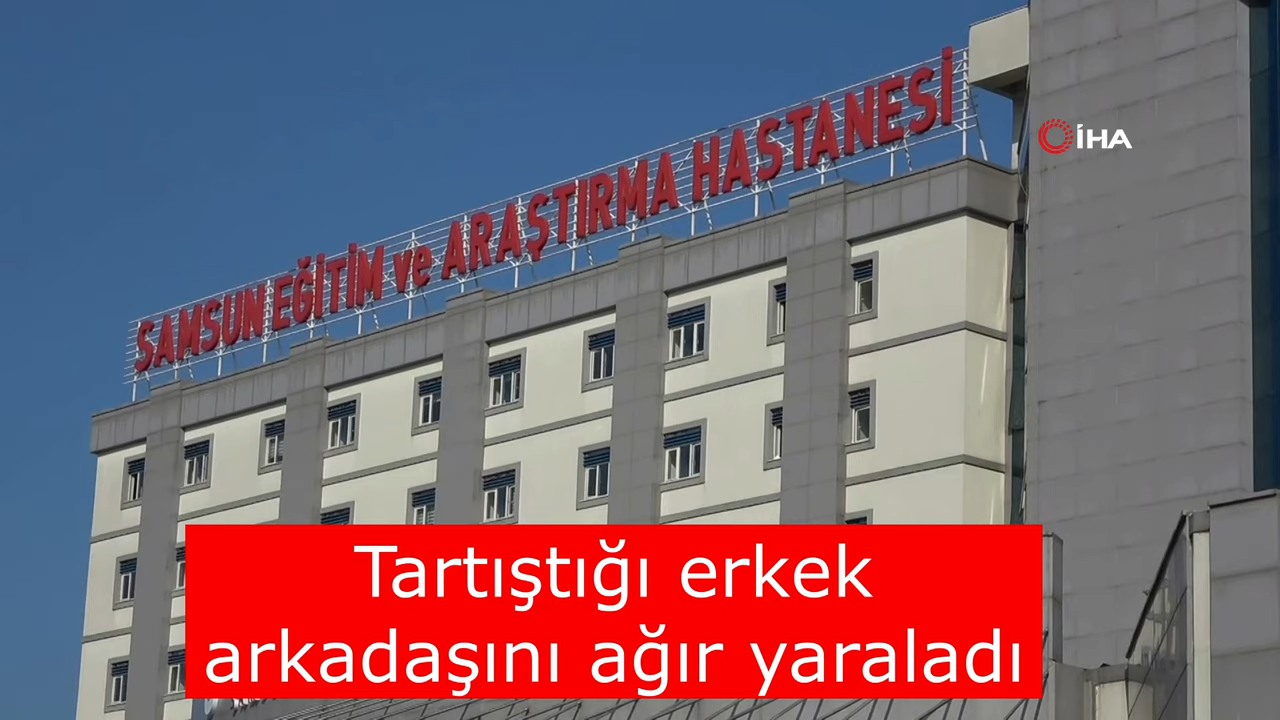 SAMSUN EĞİTİM ve ARAŞTIRMA HASTANESİ
İHA
Tartıştığı erkek
arkadaşını ağır yaraladı